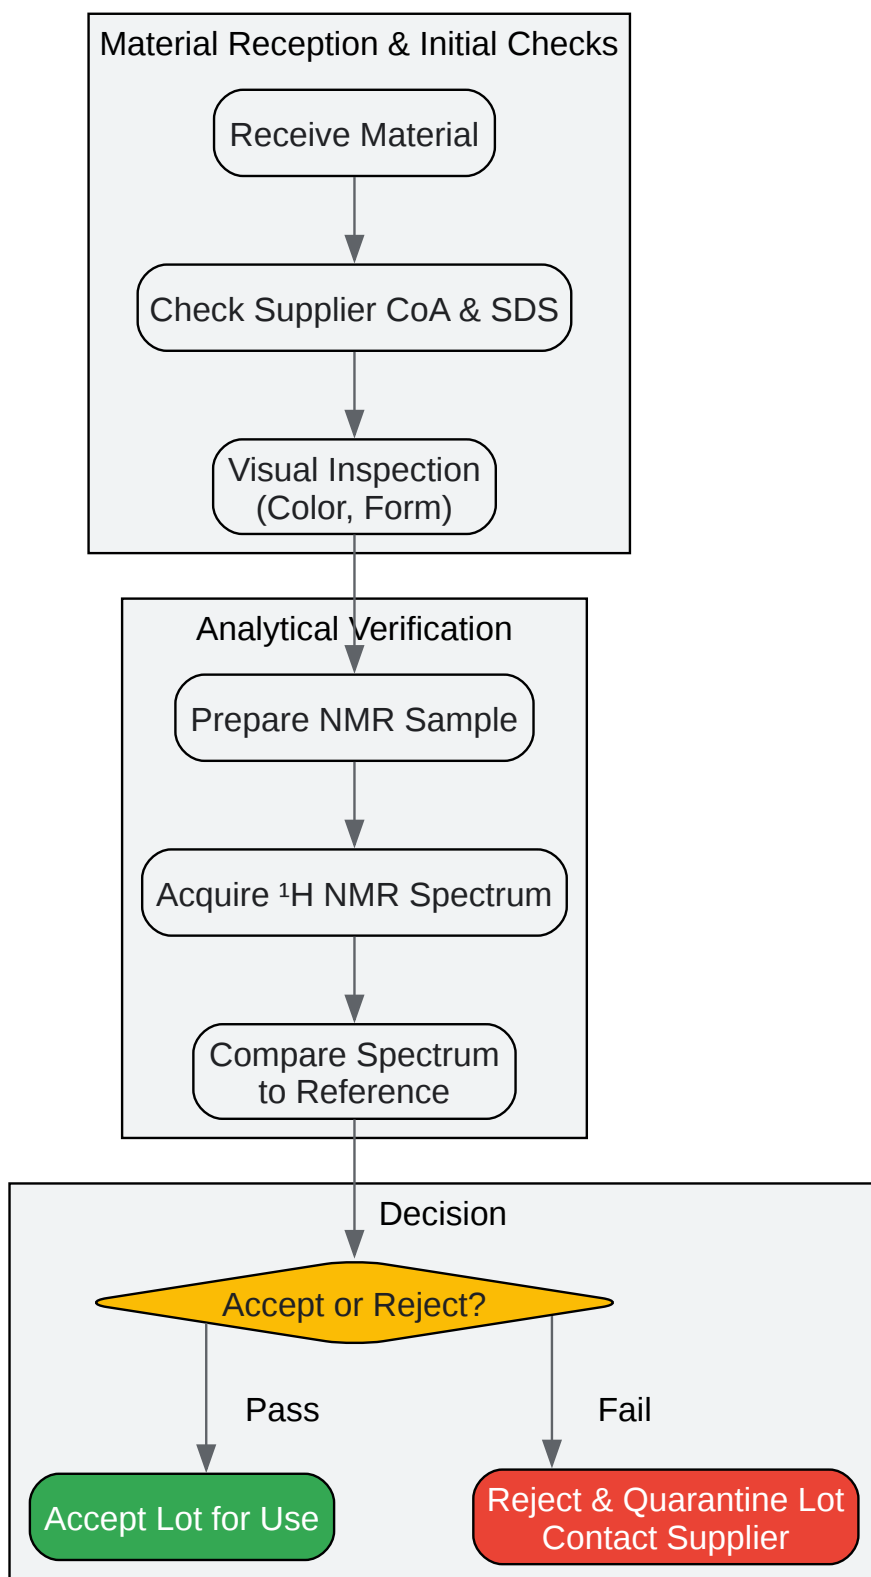 Material Reception & Initial Checks
Receive Material
Check Supplier CoA & SDS
Visual Inspection
(Color, Form)
Analytical Verification
Prepare NMR Sample
Acquire ¹H NMR Spectrum
Compare Spectrum
to Reference
Decision
Accept or Reject?
Pass
Fail
Accept Lot for Use
Reject & Quarantine Lot
Contact Supplier